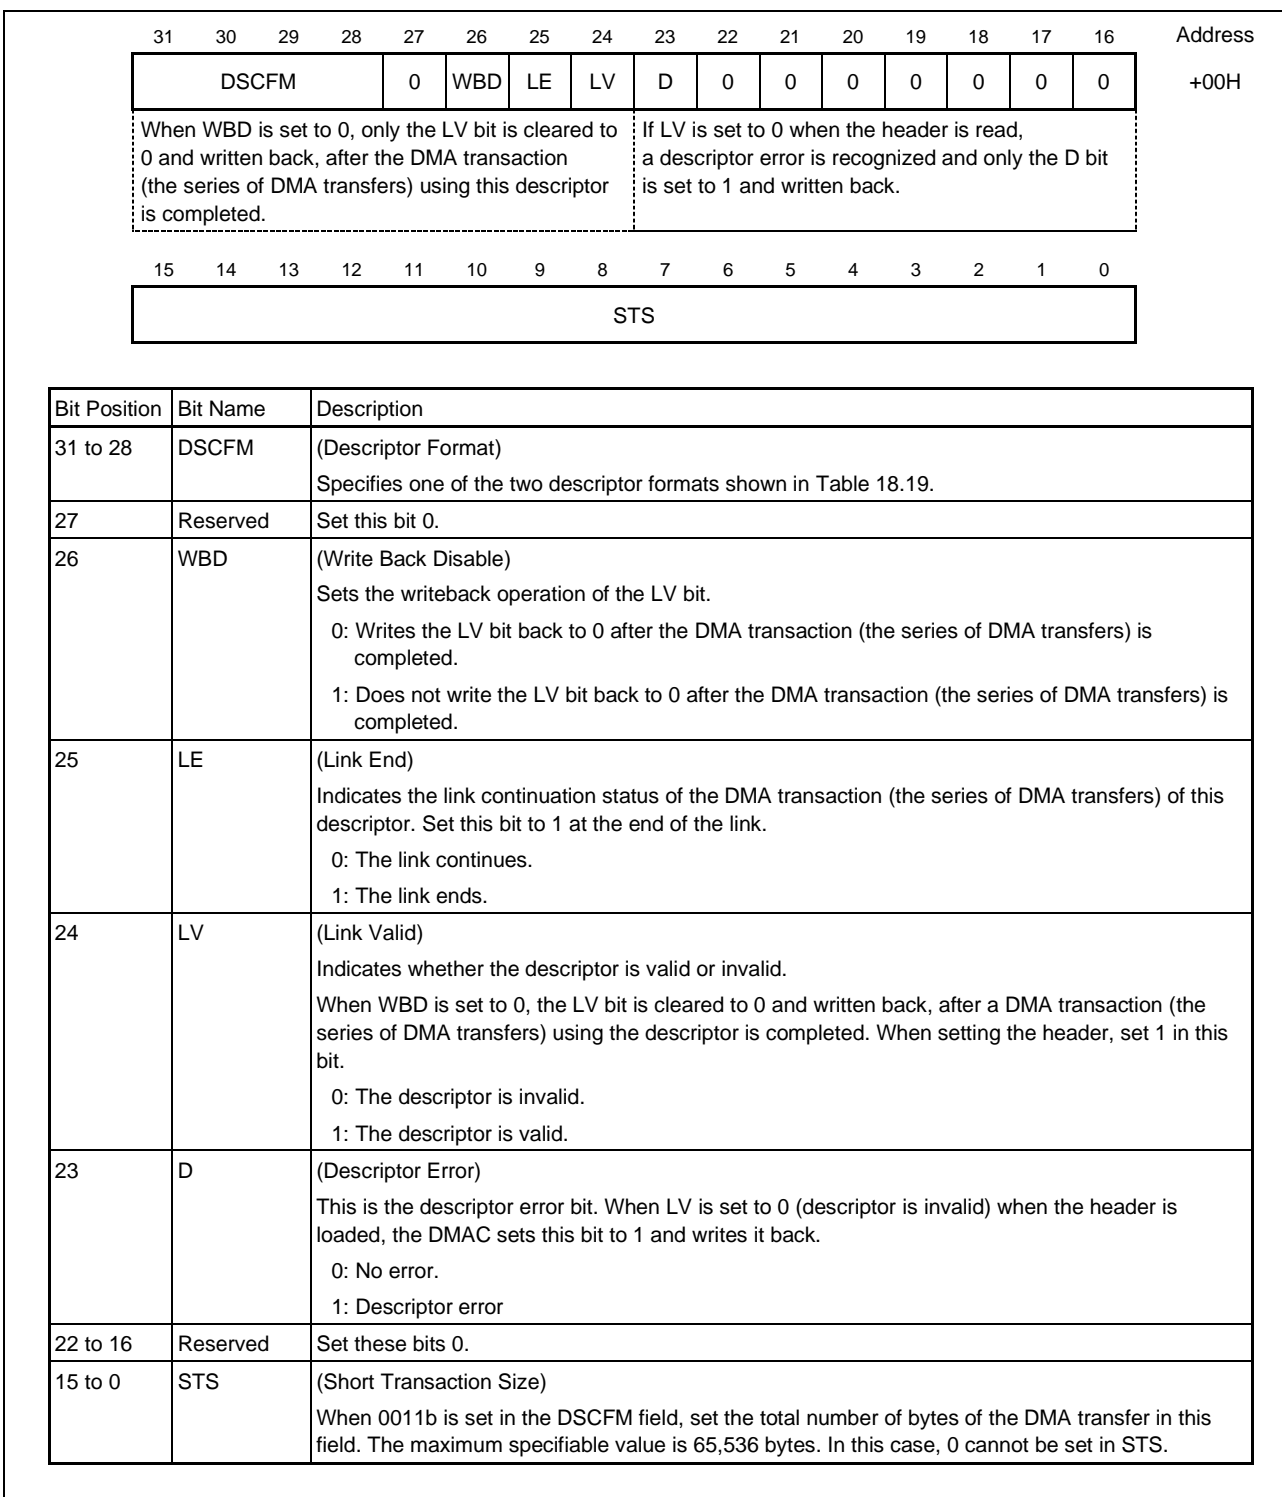 31 30 29 28 27 26 25 24 23 22 21 20 19 18 17 16 Address
DSCFM 0 WBD LE LV D 0 0 0 0 0 0 0 +00H
When WBD is set to 0, only the LV bit is cleared to
0 and written back, after the DMA transaction
(the series of DMA transfers) using this descriptor
is completed.
If LV is set to 0 when the header is read,
a descriptor error is recognized and only the D bit
is set to 1 and written back.
15 14 13 12 11 10 9 8 7 6 5 4 3 2 1 0
STS
Bit Position Bit Name Description
31 to 28 DSCFM (Descriptor Format)
Specifies one of the two descriptor formats shown in Table 18.19.
27 Reserved Set this bit 0.
26 WBD (Write Back Disable)
Sets the writeback operation of the LV bit.
0: Writes the LV bit back to 0 after the DMA transaction (the series of DMA transfers) is
completed.
1: Does not write the LV bit back to 0 after the DMA transaction (the series of DMA transfers) is
completed.
25 LE (Link End)
Indicates the link continuation status of the DMA transaction (the series of DMA transfers) of this
descriptor. Set this bit to 1 at the end of the link.
0: The link continues.
1: The link ends.
24 LV (Link Valid)
Indicates whether the descriptor is valid or invalid.
When WBD is set to 0, the LV bit is cleared to 0 and written back, after a DMA transaction (the
series of DMA transfers) using the descriptor is completed. When setting the header, set 1 in this
bit.
0: The descriptor is invalid.
1: The descriptor is valid.
23 D (Descriptor Error)
This is the descriptor error bit. When LV is set to 0 (descriptor is invalid) when the header is
loaded, the DMAC sets this bit to 1 and writes it back.
0: No error.
1: Descriptor error
22 to 16 Reserved Set these bits 0.
15 to 0 STS (Short Transaction Size)
When 0011b is set in the DSCFM field, set the total number of bytes of the DMA transfer in this
field. The maximum specifiable value is 65,536 bytes. In this case, 0 cannot be set in STS.